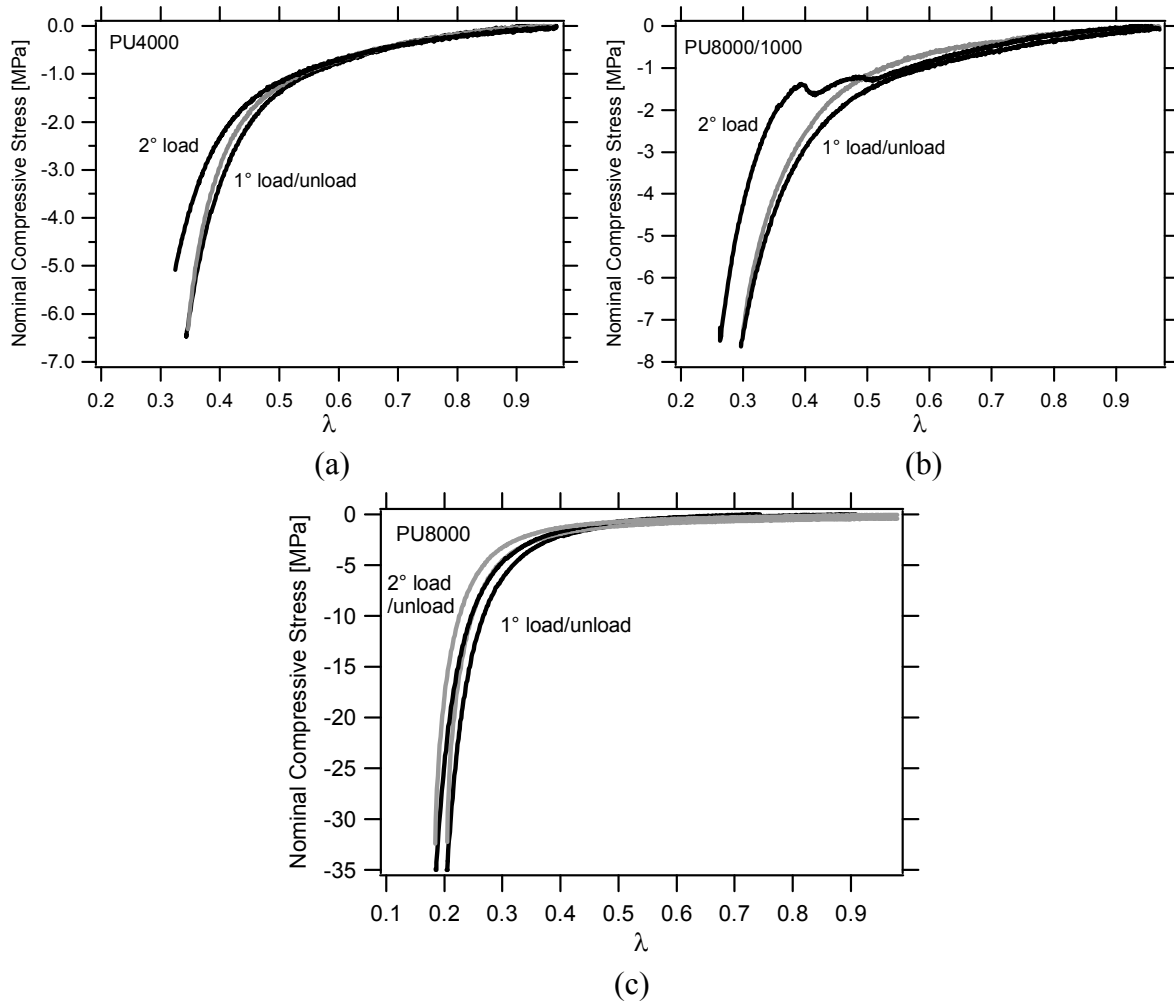 Nominal Compressive Stress [MPa]
0.0
-1.0
-2.0
-3.0
-4.0
-5.0
-6.0
-7.0
PU4000
2° load
1° load/unload
0.2 0.3 0.4 0.5 0.6 0.7 0.8 0.9
λ
(a)
Nominal Compressive Stress [MPa]
0
-1
-2
-3
-4
-5
-6
-7
-8
PU8000/1000
2° load
1° load/unload
0.2 0.3 0.4 0.5 0.6 0.7 0.8 0.9
λ
(b)
Nominal Compressive Stress [MPa]
0
-5
-10
-15
-20
-25
-30
-35
PU8000
2° load
/unload
1° load/unload
0.1 0.2 0.3 0.4 0.5 0.6 0.7 0.8 0.9
λ
(c)